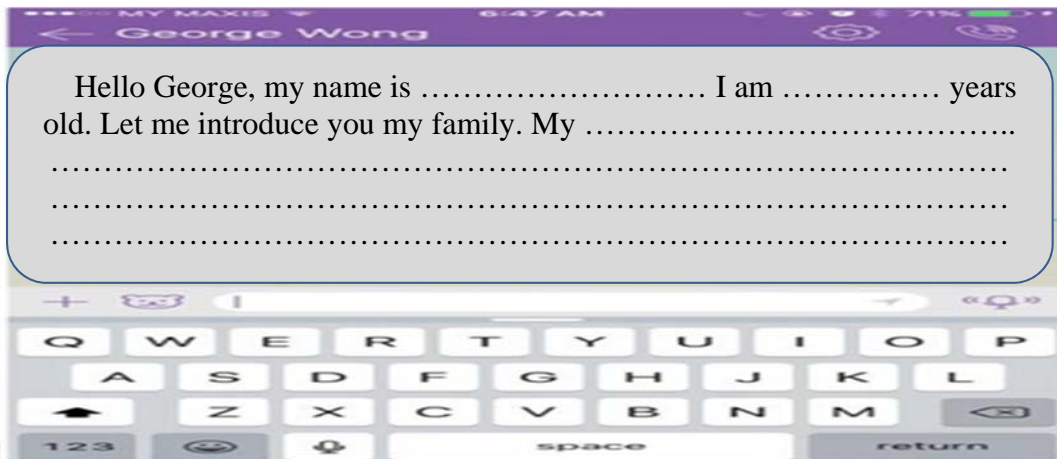 MY MAXIS 6:47 AM 71%
George Wong
Hello George, my name is ……………………… I am …………… years
old. Let me introduce you my family. My …………………………………..
………………………………………………………………………………
………………………………………………………………………………
………………………………………………………………………………
Q W E R T Y U I O P
A S D F G H J K L
Z X C V B N M
123 space return